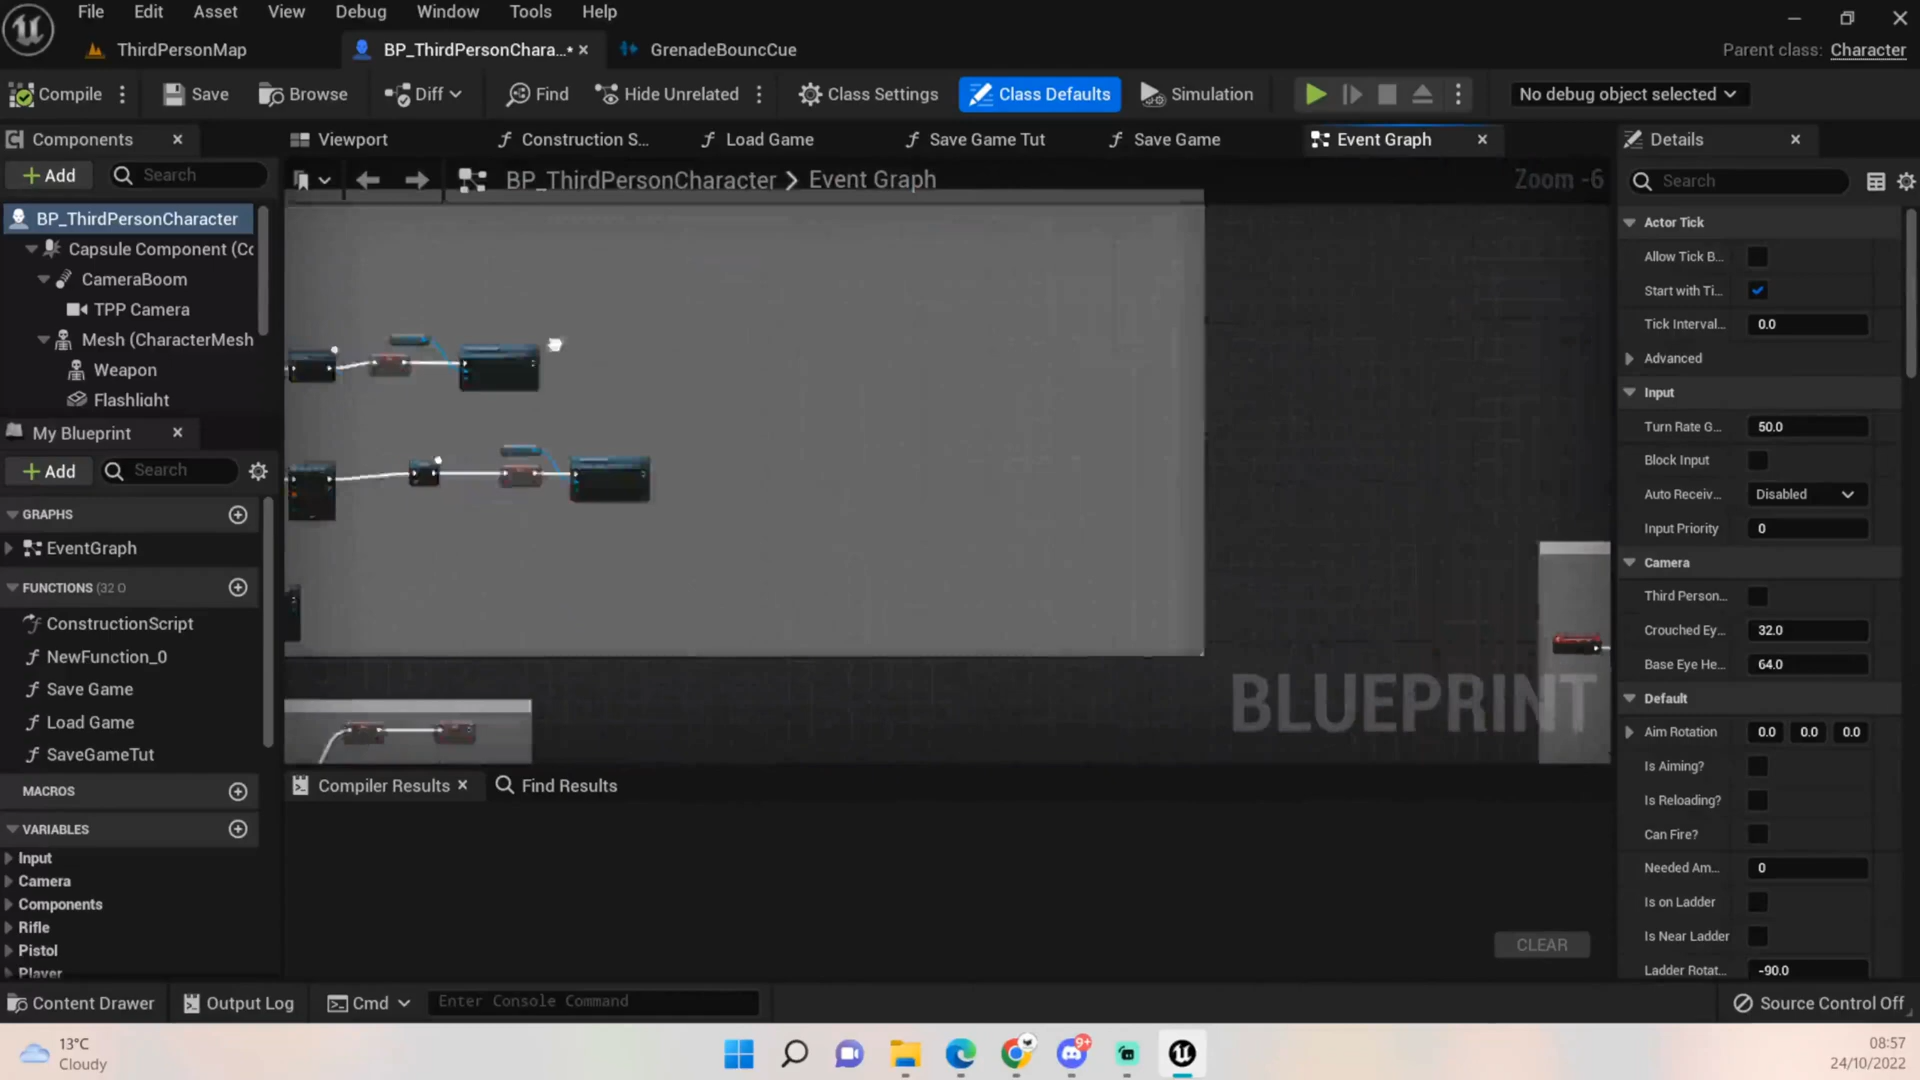 File Edit Asset View Debug Window Tools Help
ThirdPersonMap
BP_ThirdPersonChara...•
GrenadeBouncCue
Parent class: Character
Compile
Save
Browse
Diff
Find
Hide Unrelated
Class Settings
Class Defaults
Simulation
No debug object selected
Components
Add
Search
BP_ThirdPersonCharacter
Capsule Component (Cc
CameraBoom
TPP Camera
Mesh (CharacterMesh
Weapon
Flashlight
My Blueprint
Add
Search
GRAPHS
EventGraph
FUNCTIONS (32 O
ConstructionScript
NewFunction_0
Save Game
Load Game
SaveGameTut
MACROS
VARIABLES
Input
Camera
Components
Rifle
Pistol
Player
Viewport
Construction S...
Load Game
Save Game Tut
Save Game
Event Graph
BP_ThirdPersonCharacter > Event Graph
Zoom -6
BLUEPRINT
Compiler Results
Find Results
CLEAR
Details
Search
Actor Tick
Allow Tick B...
Start with Ti...
Tick Interval... 0.0
Advanced
Input
Turn Rate G... 50.0
Block Input
Auto Receiv... Disabled
Input Priority 0
Camera
Third Person...
Crouched Ey... 32.0
Base Eye He... 64.0
Default
Aim Rotation 0.0 0.0 0.0
Is Aiming?
Is Reloading?
Can Fire?
Needed Am... 0
Is on Ladder
Is Near Ladder
Ladder Rotat... -90.0
Content Drawer
Output Log
Cmd
Enter Console Command
Source Control Off
13°C
Cloudy
9+
08:57
24/10/2022